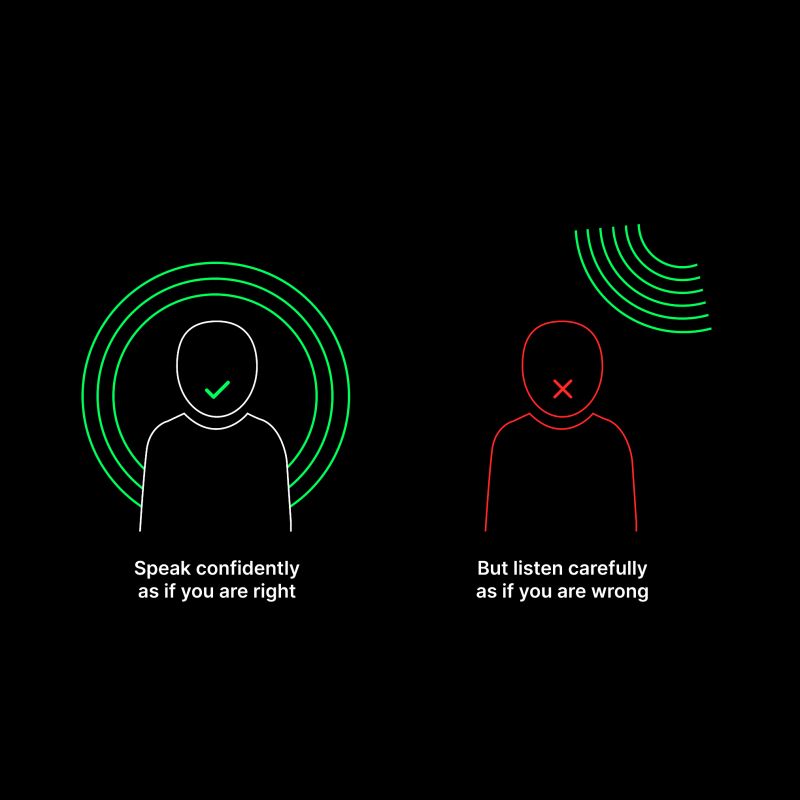 Speak confidently
as if you are right
But listen carefully
as if you are wrong